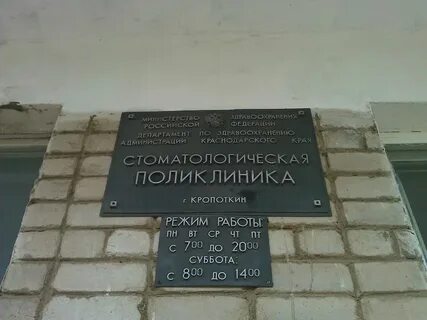 МИНИСТЕРСТВО ЗДРАВООХРАНЕНИЯ
РОССИЙСКОЙ ФЕДЕРАЦИИ
ДЕПАРТАМЕНТ ПО ЗДРАВООХРАНЕНИЮ
АДМИНИСТРАЦИИ КРАСНОДАРСКОГО КРАЯ
СТОМАТОЛОГИЧЕСКАЯ
ПОЛИКЛИНИКА
г. КРОПОТКИН
РЕЖИМ РАБОТЫ:
ПН ВТ СР ЧТ ПТ
С 7 00 ДО 20 00
СУББОТА:
С 8 00 ДО 14 00